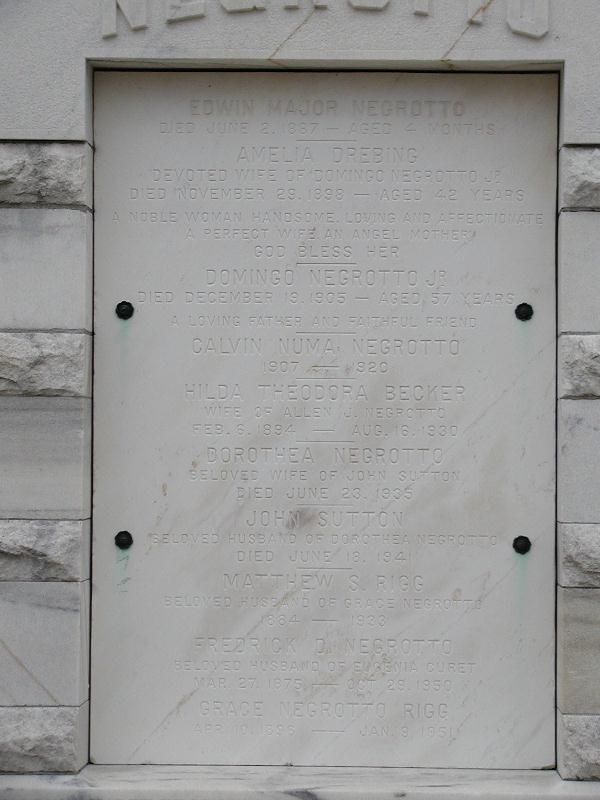 NEGROTTO
EDWIN MAJOR NEGROTTO
DIED JUNE 2, 1887 — AGED 4 MONTHS
AMELIA DREBING
DEVOTED WIFE OF DOMINGO NEGROTTO JR.
DIED NOVEMBER 29, 1898 — AGED 42 YEARS
A NOBLE WOMAN, HANDSOME, LOVING AND AFFECTIONATE
A PERFECT WIFE, AN ANGEL MOTHER
GOD BLESS HER
DOMINGO NEGROTTO JR.
DIED DECEMBER 19, 1905 — AGED 57 YEARS
A LOVING FATHER AND FAITHFUL FRIEND
CALVIN NUMA NEGROTTO
1907 — 1920
HILDA THEODORA BECKER
WIFE OF ALLEN J. NEGROTTO
FEB. 6, 1894 — AUG. 16, 1930
DOROTHEA NEGROTTO
BELOVED WIFE OF JOHN SUTTON
DIED JUNE 23, 1935
JOHN SUTTON
BELOVED HUSBAND OF DOROTHEA NEGROTTO
DIED JUNE 18, 1941
MATTHEW S. RIGG
BELOVED HUSBAND OF GRACE NEGROTTO
1884 — 1933
FREDRICK D. NEGROTTO
BELOVED HUSBAND OF EUGENIA CURET
MAR. 27, 1875 — OCT. 29, 1950
GRACE NEGROTTO RIGG
APR. 10, 1896 — JAN. 9, 1951